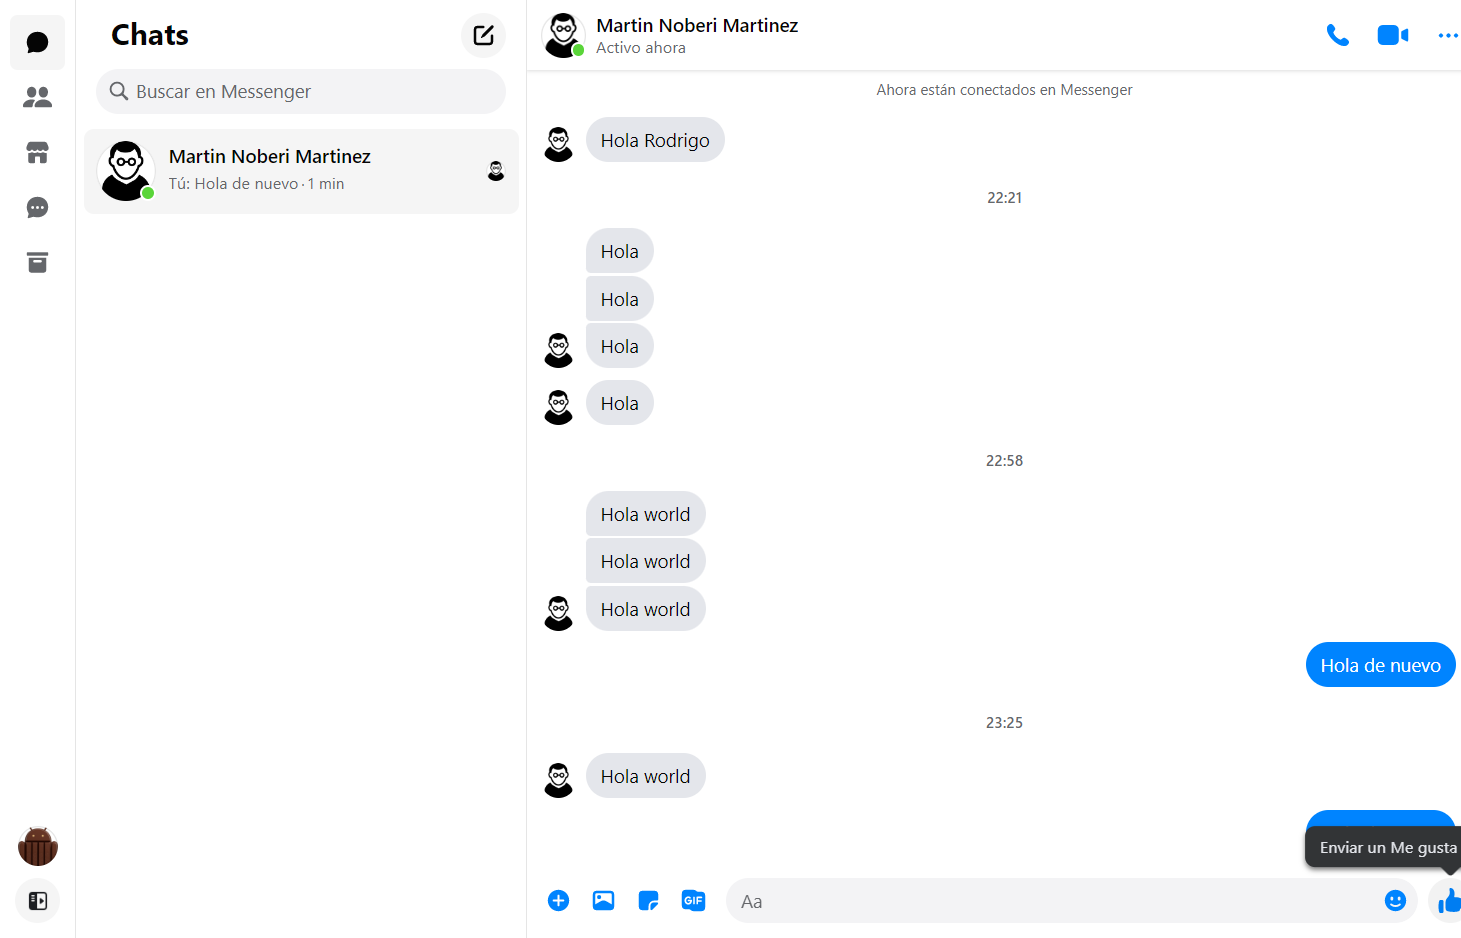 Chats
Buscar en Messenger
Martin Noberi Martinez
Tú: Hola de nuevo · 1 min
Martin Noberi Martinez
Activo ahora
Ahora están conectados en Messenger
Hola Rodrigo
22:21
Hola
Hola
Hola
Hola
22:58
Hola world
Hola world
Hola world
Hola de nuevo
23:25
Hola world
Enviar un Me gusta
GIF
Aa